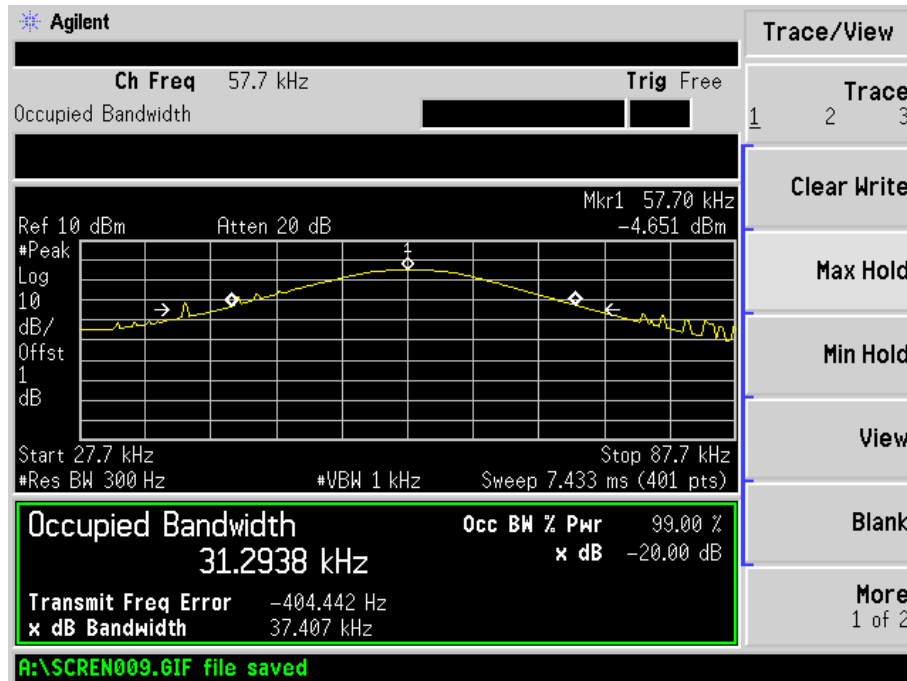 Agilent
Trace/View
Ch Freq 57.7 kHz Trig Free
Occupied Bandwidth
Trace
1 2 3
Clear Write
Mkr1 57.70 kHz
Ref 10 dBm Atten 20 dB -4.651 dBm
#Peak
1
Log
10
dB/
Offst
1
dB
Max Hold
Min Hold
View
Start 27.7 kHz Stop 87.7 kHz
#Res BW 300 Hz #VBW 1 kHz Sweep 7.433 ms (401 pts)
Occupied Bandwidth
31.2938 kHz
Occ BW % Pwr 99.00 %
x dB -20.00 dB
Transmit Freq Error -404.442 Hz
x dB Bandwidth 37.407 kHz
Blank
More
1 of 2
A:\SCREN009.GIF file saved